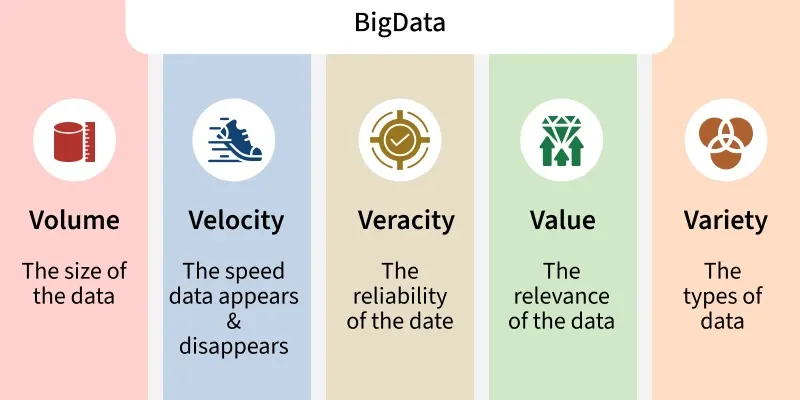 BigData
Volume
The size of
the data
Velocity
The speed
data appears
&
disappears
Veracity
The
reliability
of the date
Value
The
relevance
of the data
Variety
The
types of
data